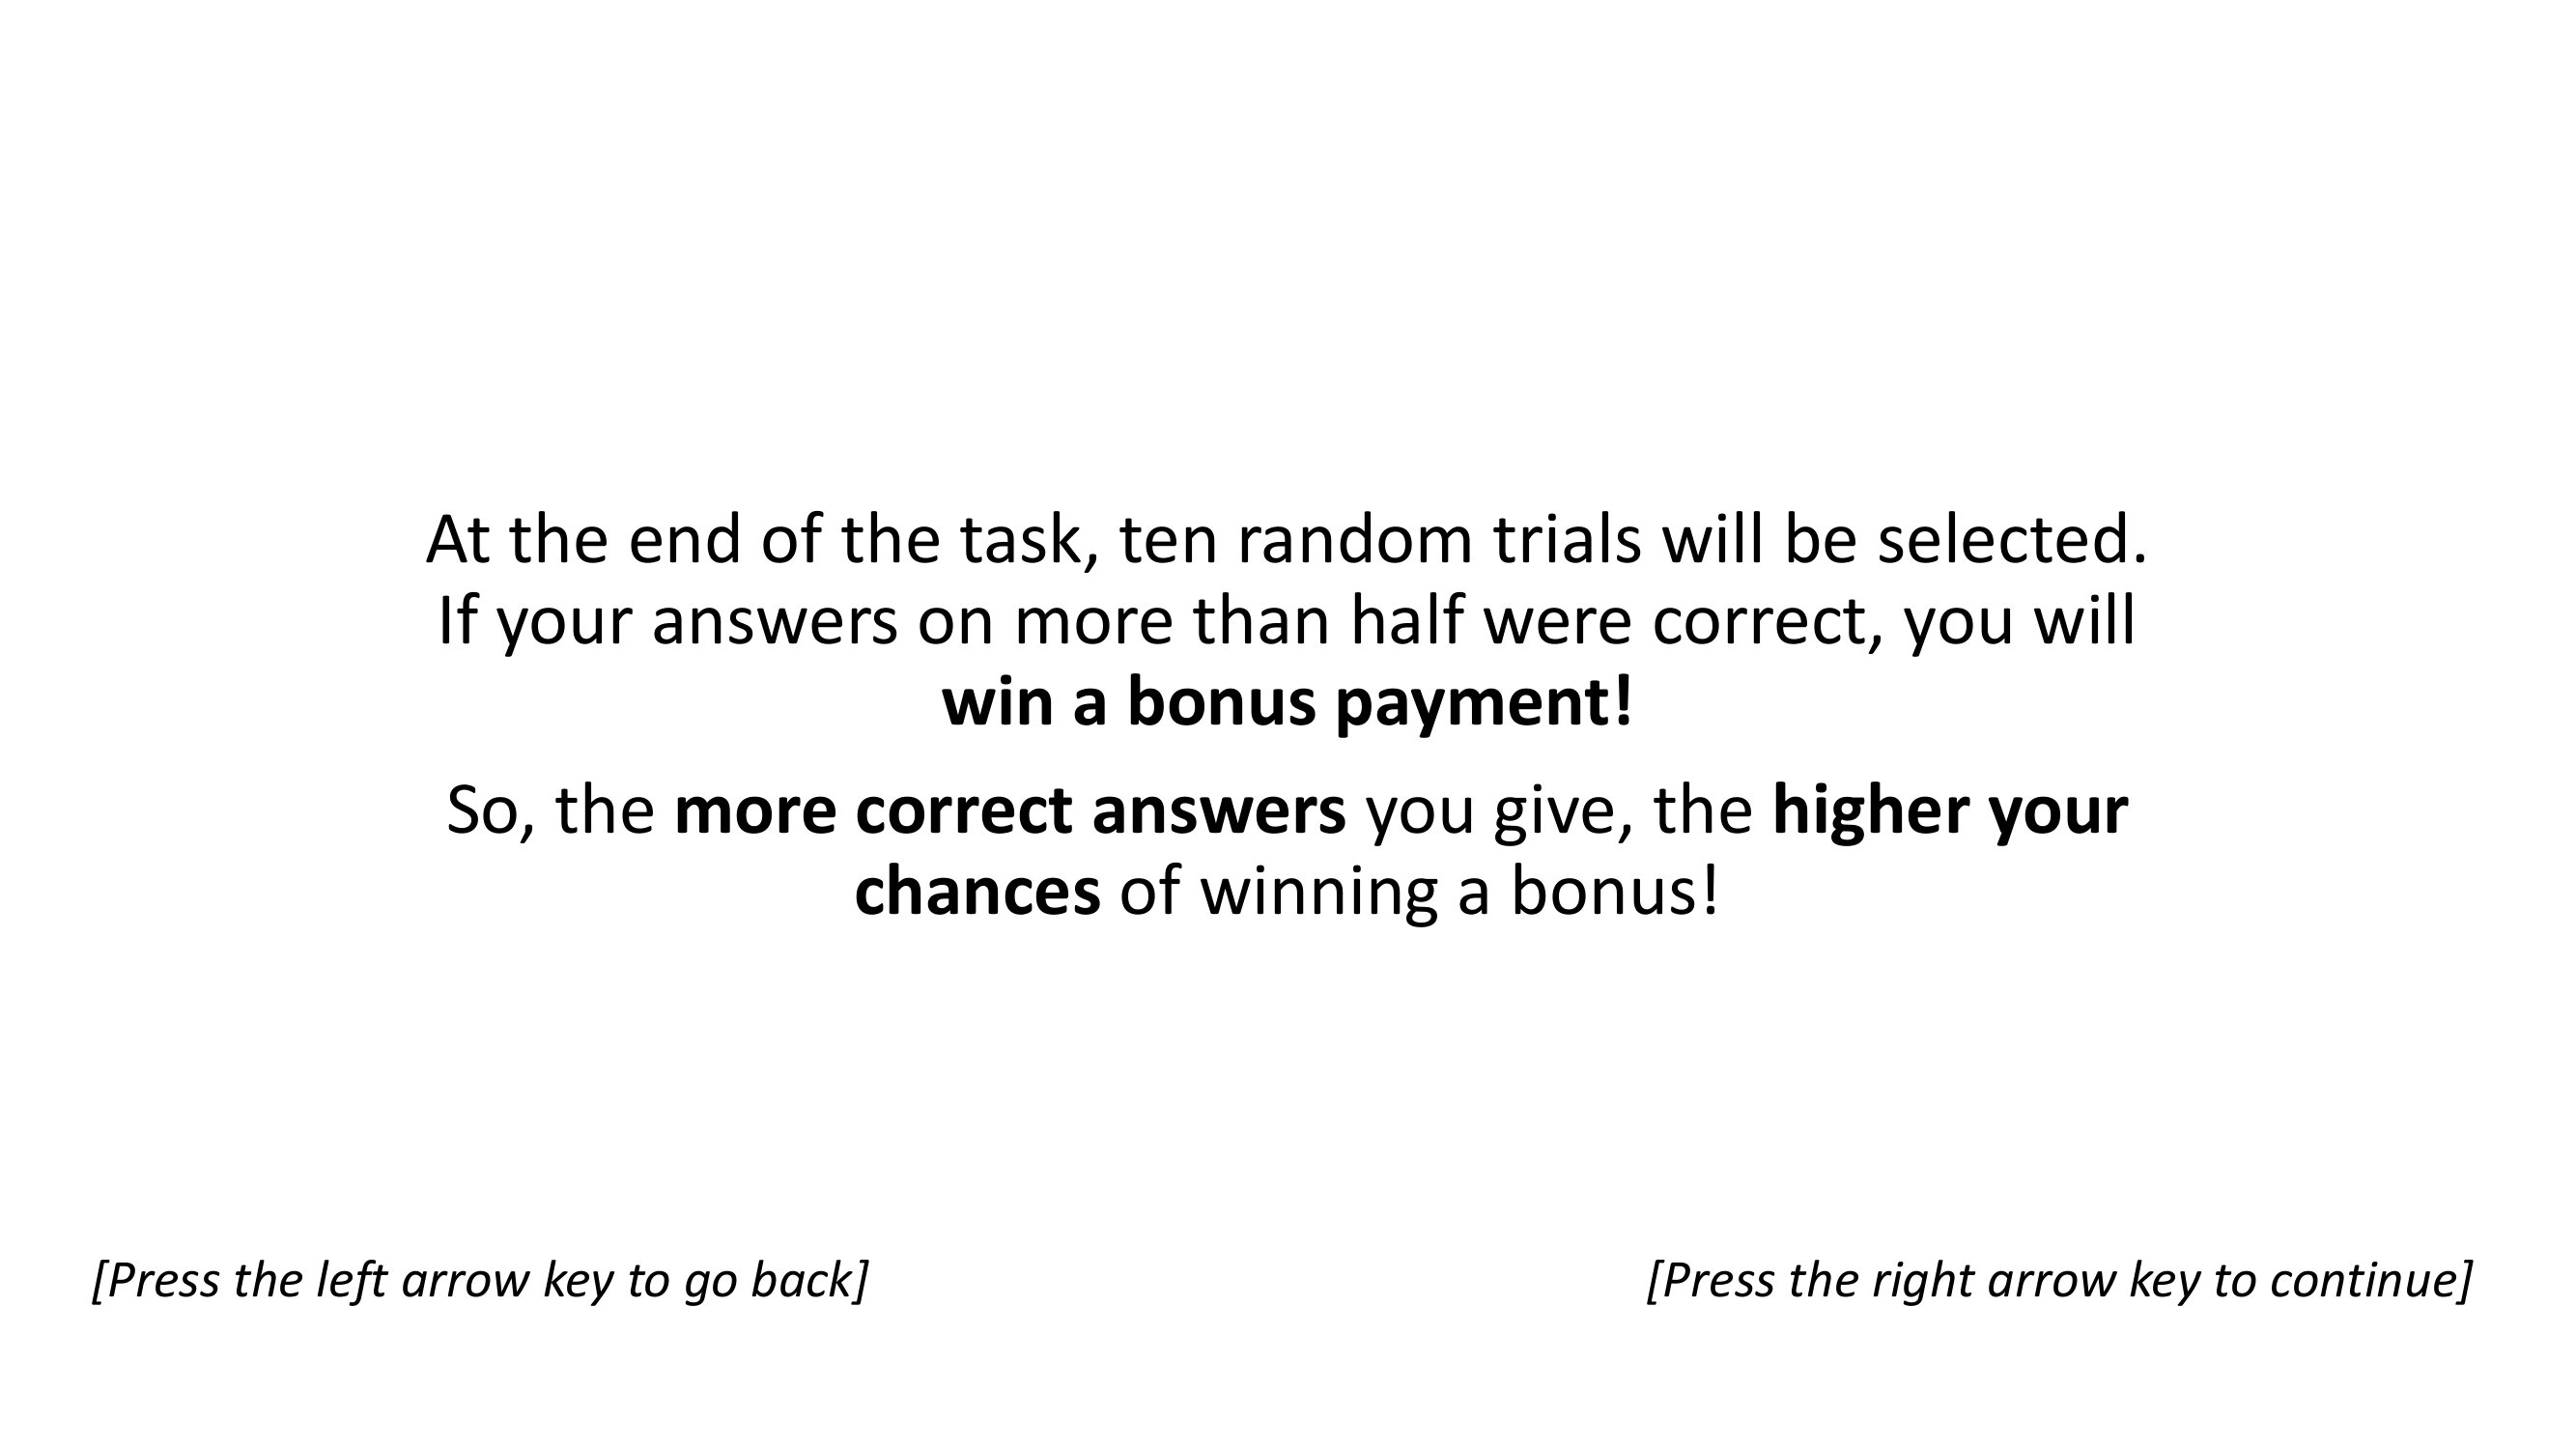 At the end of the task, ten random trials will be selected.
If your answers on more than half were correct, you will
win a bonus payment!
So, the more correct answers you give, the higher your
chances of winning a bonus!
[Press the left arrow key to go back]
[Press the right arrow key to continue]